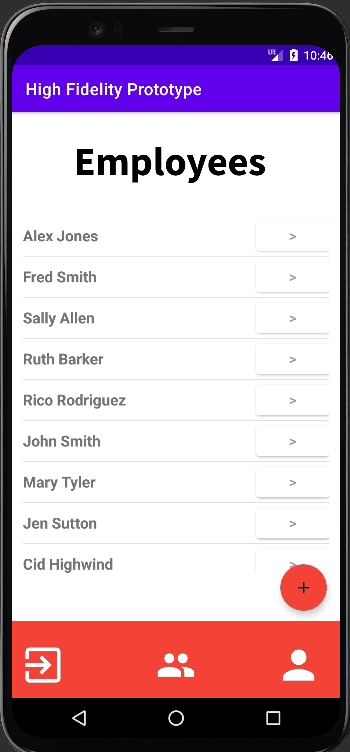 LTE 10:46
High Fidelity Prototype
Employees
Alex Jones >
Fred Smith >
Sally Allen >
Ruth Barker >
Rico Rodriguez >
John Smith >
Mary Tyler >
Jen Sutton >
Cid Highwind >
+